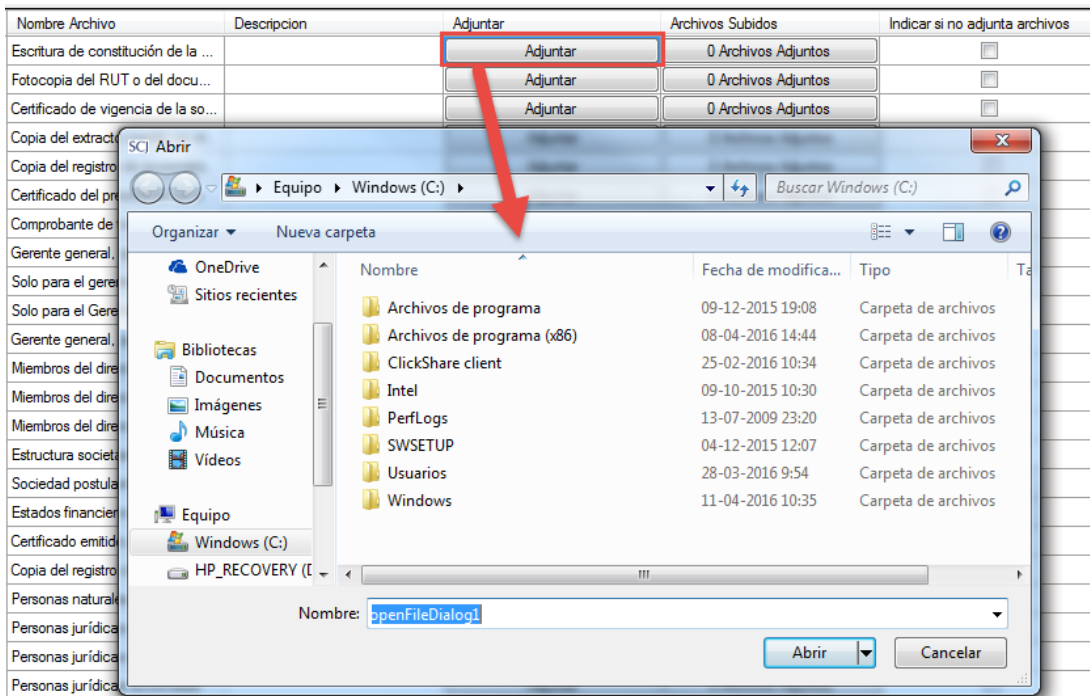 Nombre Archivo Descripcion Adjuntar Archivos Subidos Indicar si no adjunta archivos
Escritura de constitución de la ... Adjuntar 0 Archivos Adjuntos
Fotocopia del RUT o del docu... Adjuntar 0 Archivos Adjuntos
Certificado de vigencia de la so... Adjuntar 0 Archivos Adjuntos
Copia del extracto
SCJ Abrir
Copia del registro
Equipo Windows (C:) Buscar Windows (C:)
Certificado del pre
Comprobante de
Organizar Nueva carpeta
Gerente general,
OneDrive Nombre Fecha de modifica... Tipo Ta
Solo para el geren
Sitios recientes
Solo para el Gere
Archivos de programa 09-12-2015 19:08 Carpeta de archivos
Gerente general,
Archivos de programa (x86) 08-04-2016 14:44 Carpeta de archivos
Bibliotecas
Miembros del dire
ClickShare client 25-02-2016 10:34 Carpeta de archivos
Documentos
Miembros del dire
Intel 09-10-2015 10:30 Carpeta de archivos
Imágenes
PerfLogs 13-07-2009 23:20 Carpeta de archivos
Miembros del dire
Música
SWSETUP 04-12-2015 12:07 Carpeta de archivos
Estructura societa
Vídeos
Usuarios 28-03-2016 9:54 Carpeta de archivos
Sociedad postula
Windows 11-04-2016 10:35 Carpeta de archivos
Estados financier
Equipo
Certificado emitido
Windows (C:)
Copia del registro
HP_RECOVERY (D
Personas naturale
Nombre: openFileDialog1
Personas jurídica
Personas jurídica
Abrir Cancelar
Personas jurídica